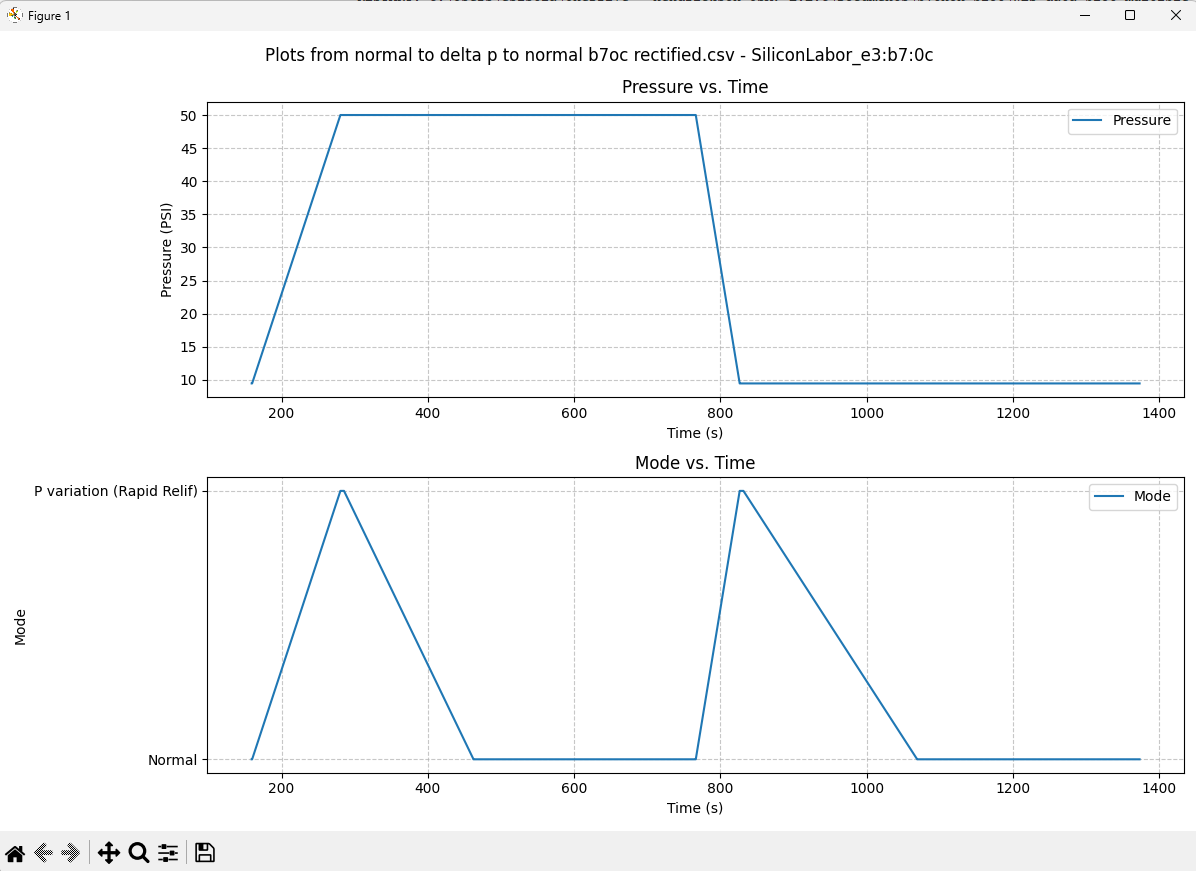 Figure 1
Plots from normal to delta p to normal b7oc rectified.csv - SiliconLabor_e3:b7:0c
Pressure vs. Time
Pressure
50
45
40
35
30
25
20
15
10
Pressure (PSI)
200 400 600 800 1000 1200 1400
Time (s)
Mode vs. Time
Mode
P variation (Rapid Relif)
Mode
Normal
200 400 600 800 1000 1200 1400
Time (s)